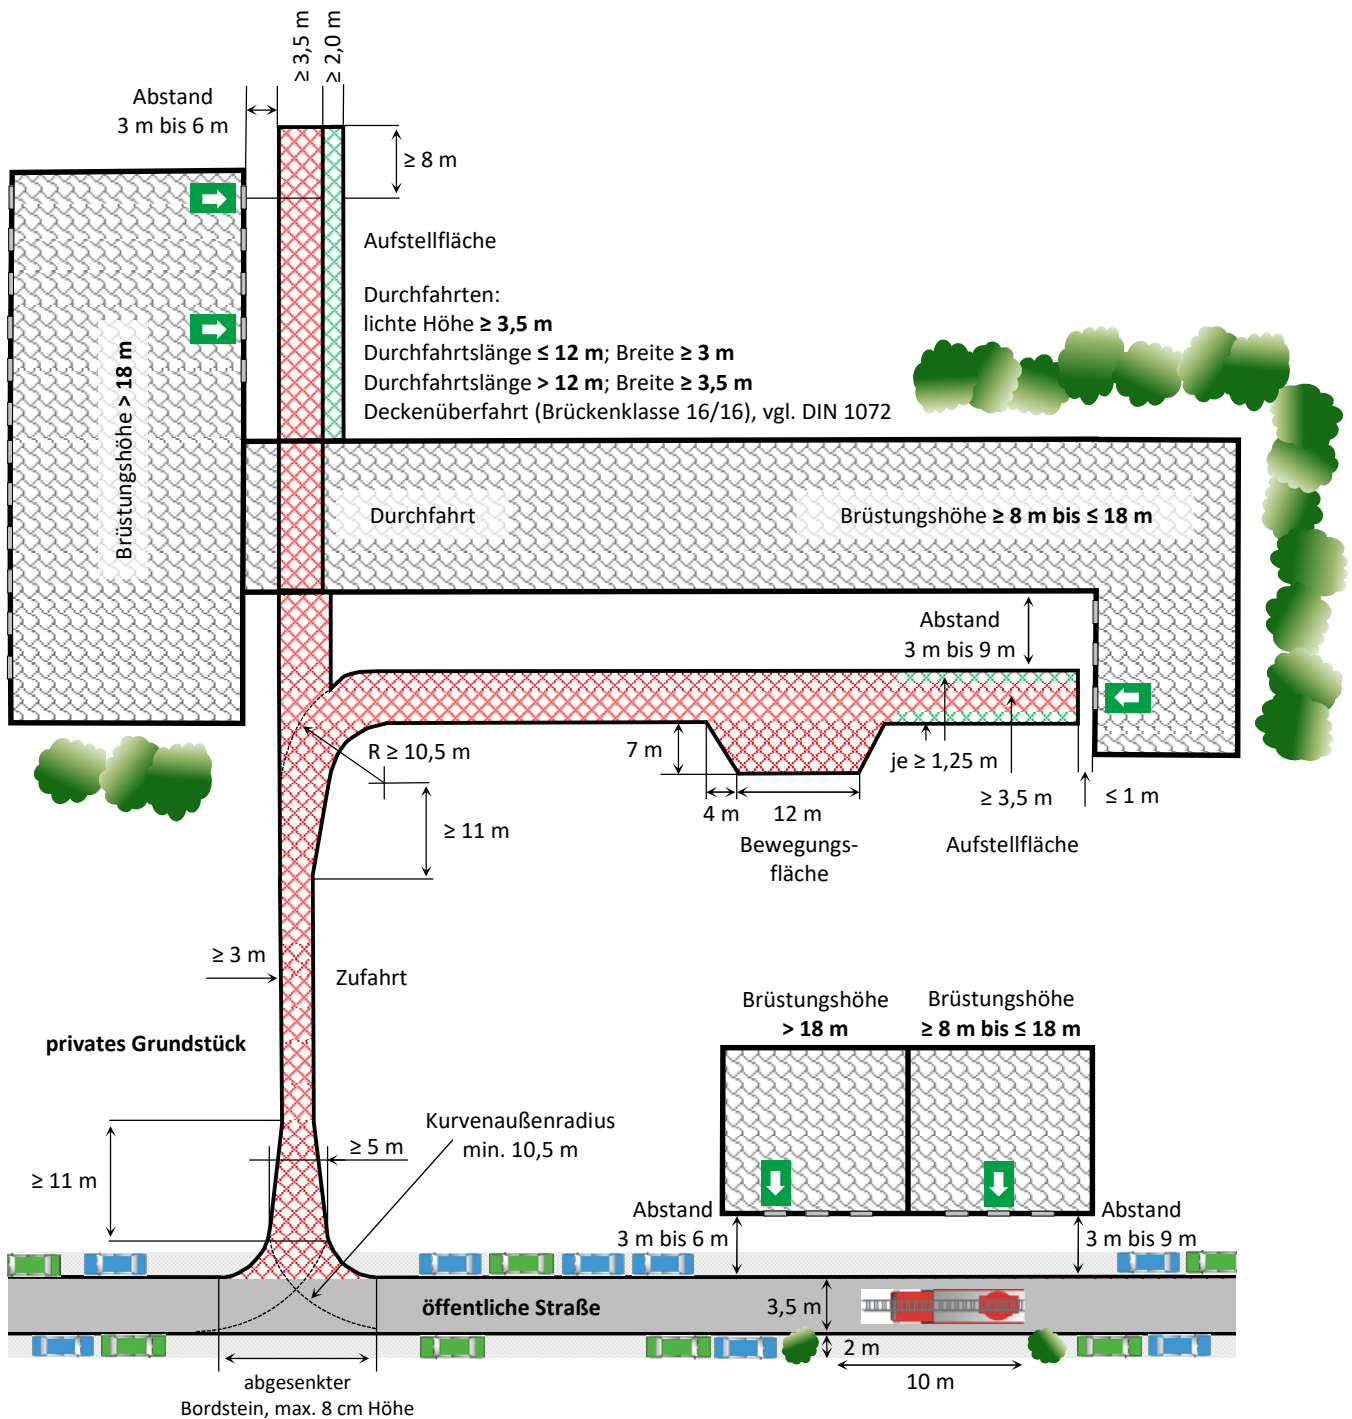 ≥ 3,5 m
≥ 2,0 m
Abstand
3 m bis 6 m
≥ 8 m
Aufstellfläche
Durchfahrten:
lichte Höhe ≥ 3,5 m
Durchfahrtslänge ≤ 12 m; Breite ≥ 3 m
Durchfahrtslänge > 12 m; Breite ≥ 3,5 m
Deckenüberfahrt (Brückenklasse 16/16), vgl. DIN 1072
Brüstungshöhe > 18 m
Durchfahrt
Brüstungshöhe ≥ 8 m bis ≤ 18 m
Abstand
3 m bis 9 m
R ≥ 10,5 m
7 m
je ≥ 1,25 m
≥ 3,5 m
≤ 1 m
4 m
12 m
≥ 11 m
Bewegungs-
fläche
Aufstellfläche
≥ 3 m
Zufahrt
Brüstungshöhe
> 18 m
Brüstungshöhe
≥ 8 m bis ≤ 18 m
privates Grundstück
Kurvenaußenradius
min. 10,5 m
≥ 5 m
≥ 11 m
Abstand
3 m bis 6 m
Abstand
3 m bis 9 m
öffentliche Straße
3,5 m
2 m
10 m
abgesenkter
Bordstein, max. 8 cm Höhe